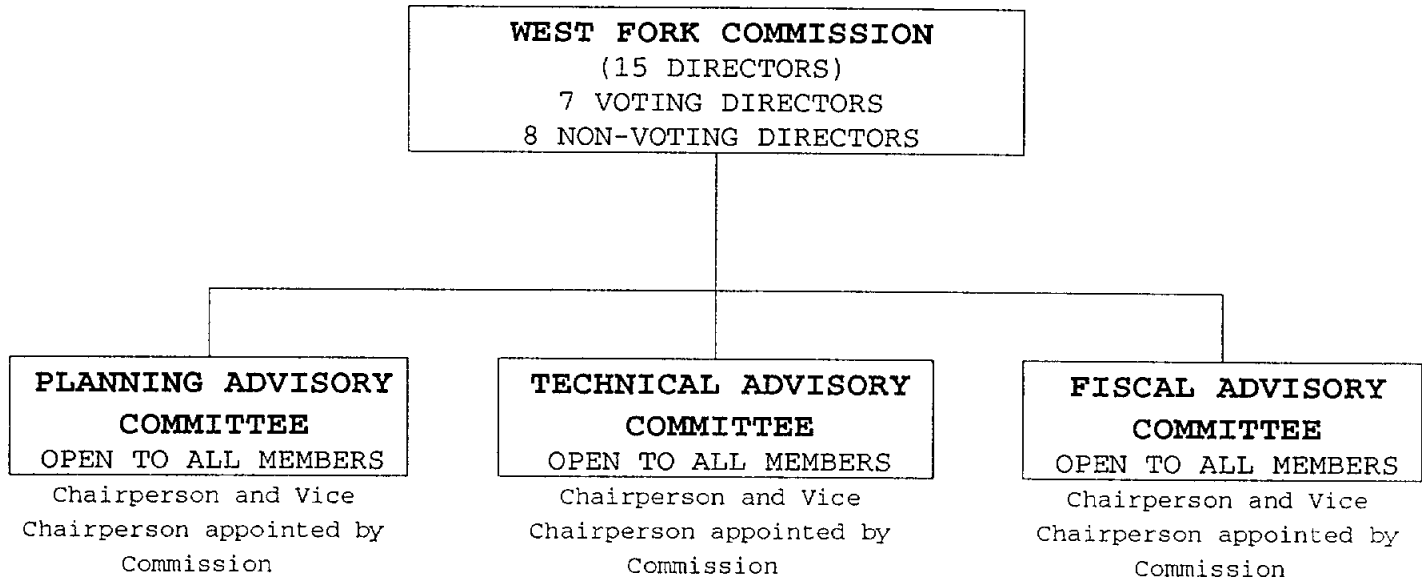 WEST FORK COMMISSION
(15 DIRECTORS)
7 VOTING DIRECTORS
8 NON-VOTING DIRECTORS
PLANNING ADVISORY
COMMITTEE
OPEN TO ALL MEMBERS
Chairperson and Vice
Chairperson appointed by
Commission
TECHNICAL ADVISORY
COMMITTEE
OPEN TO ALL MEMBERS
Chairperson and Vice
Chairperson appointed by
Commission
FISCAL ADVISORY
COMMITTEE
OPEN TO ALL MEMBERS
Chairperson and Vice
Chairperson appointed by
Commission